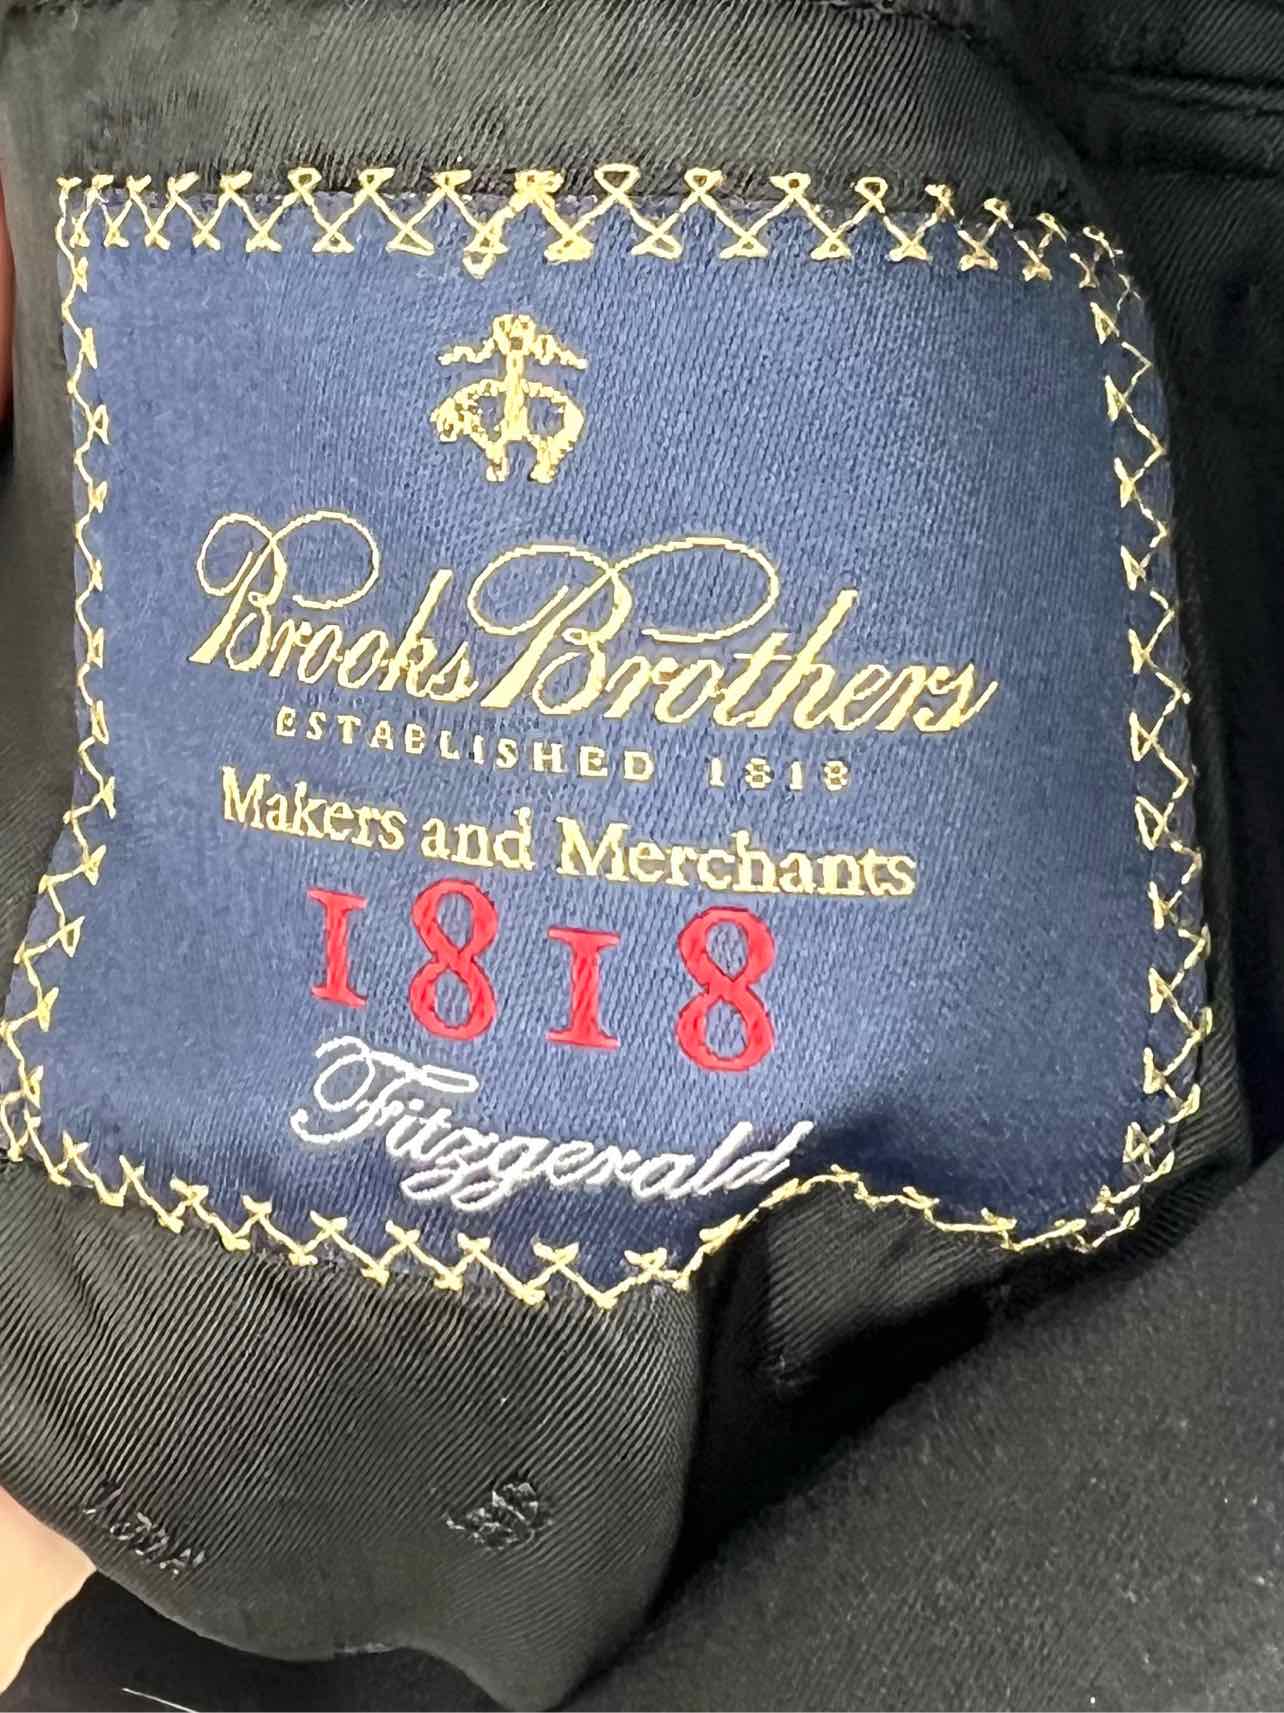 Brooks Brothers
ESTABLISHED 1818
Makers and Merchants
1818
Fitzgerald